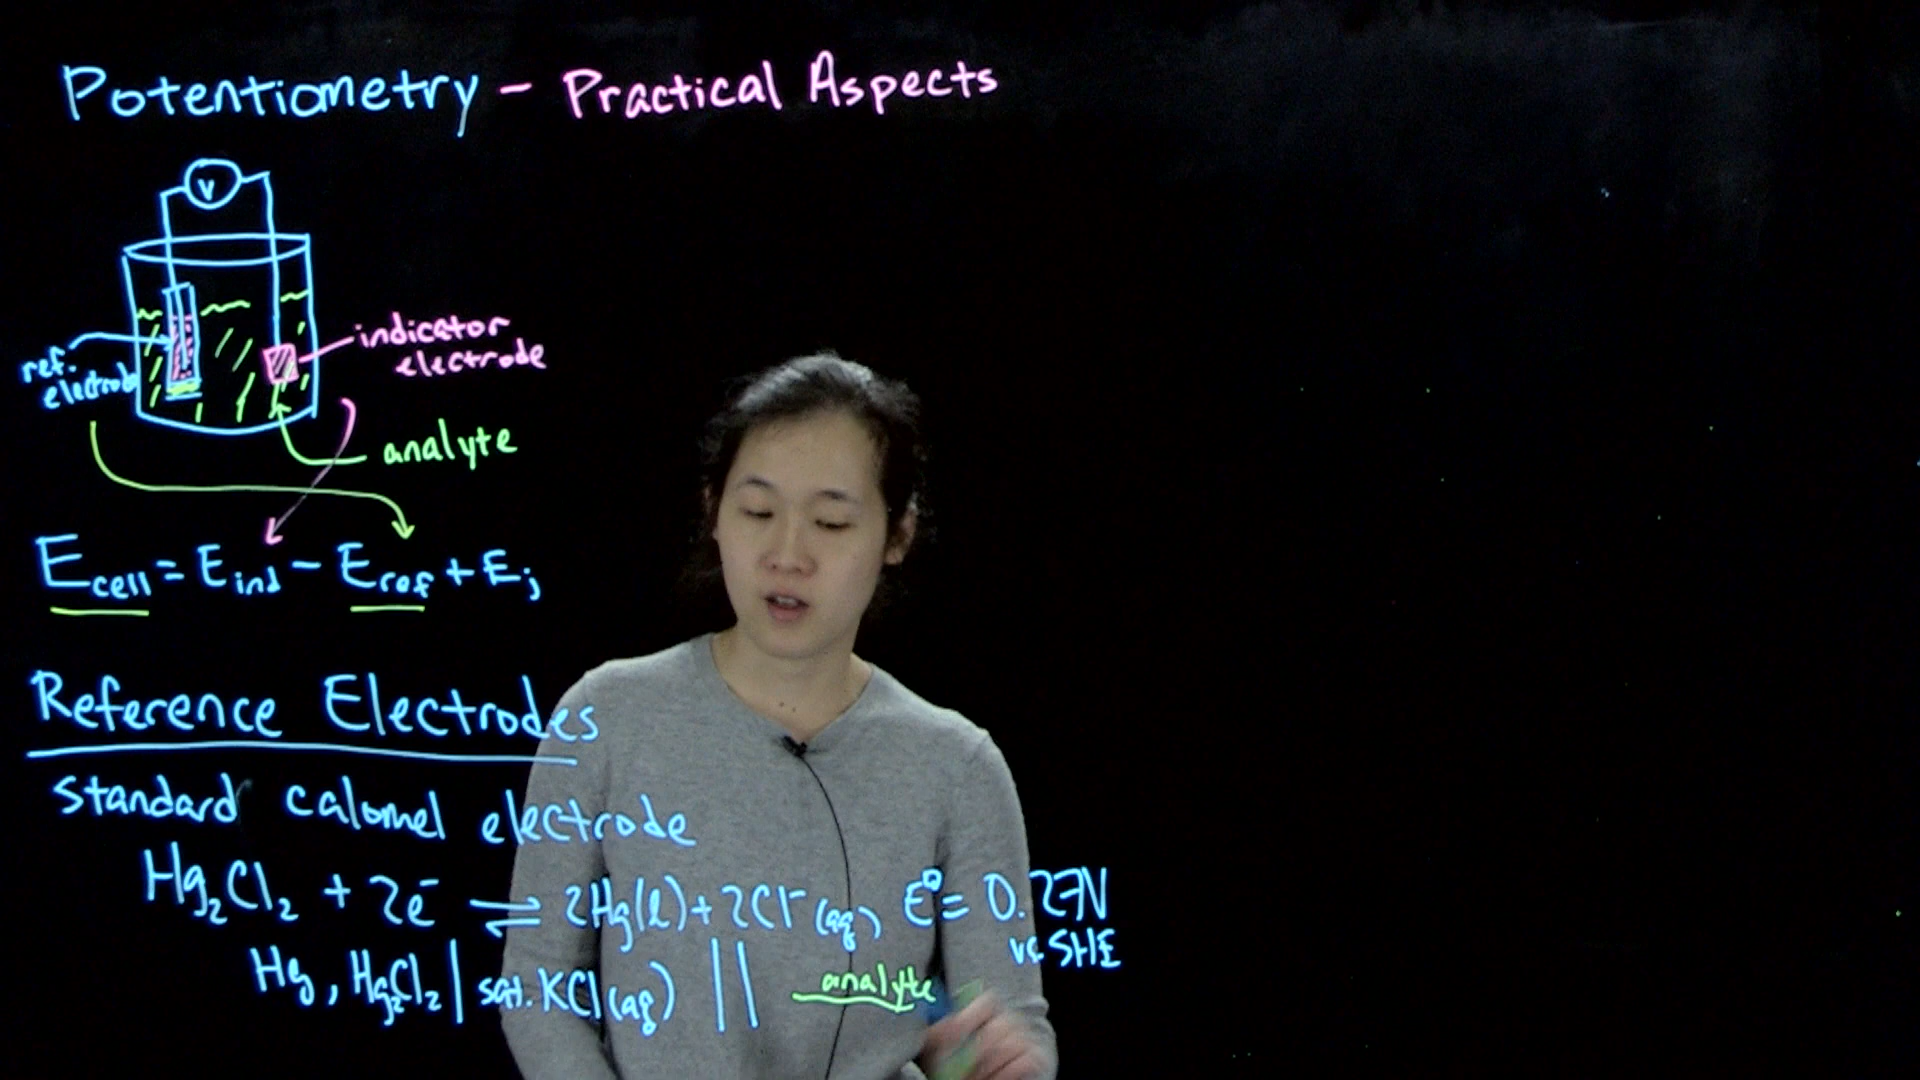 Potentiometry - Practical Aspects
V
indicator
electrode
ref.
electrode
analyte
Ecell = Eind - Eref + Ej
Reference Electrodes
standard calomel electrode
Hg₂Cl₂ + 2e⁻ ⇌ 2Hg(l) + 2Cl⁻(aq) E° = 0.27V
vs. SHE
Hg, Hg₂Cl₂ | sat. KCl(aq) || analyte